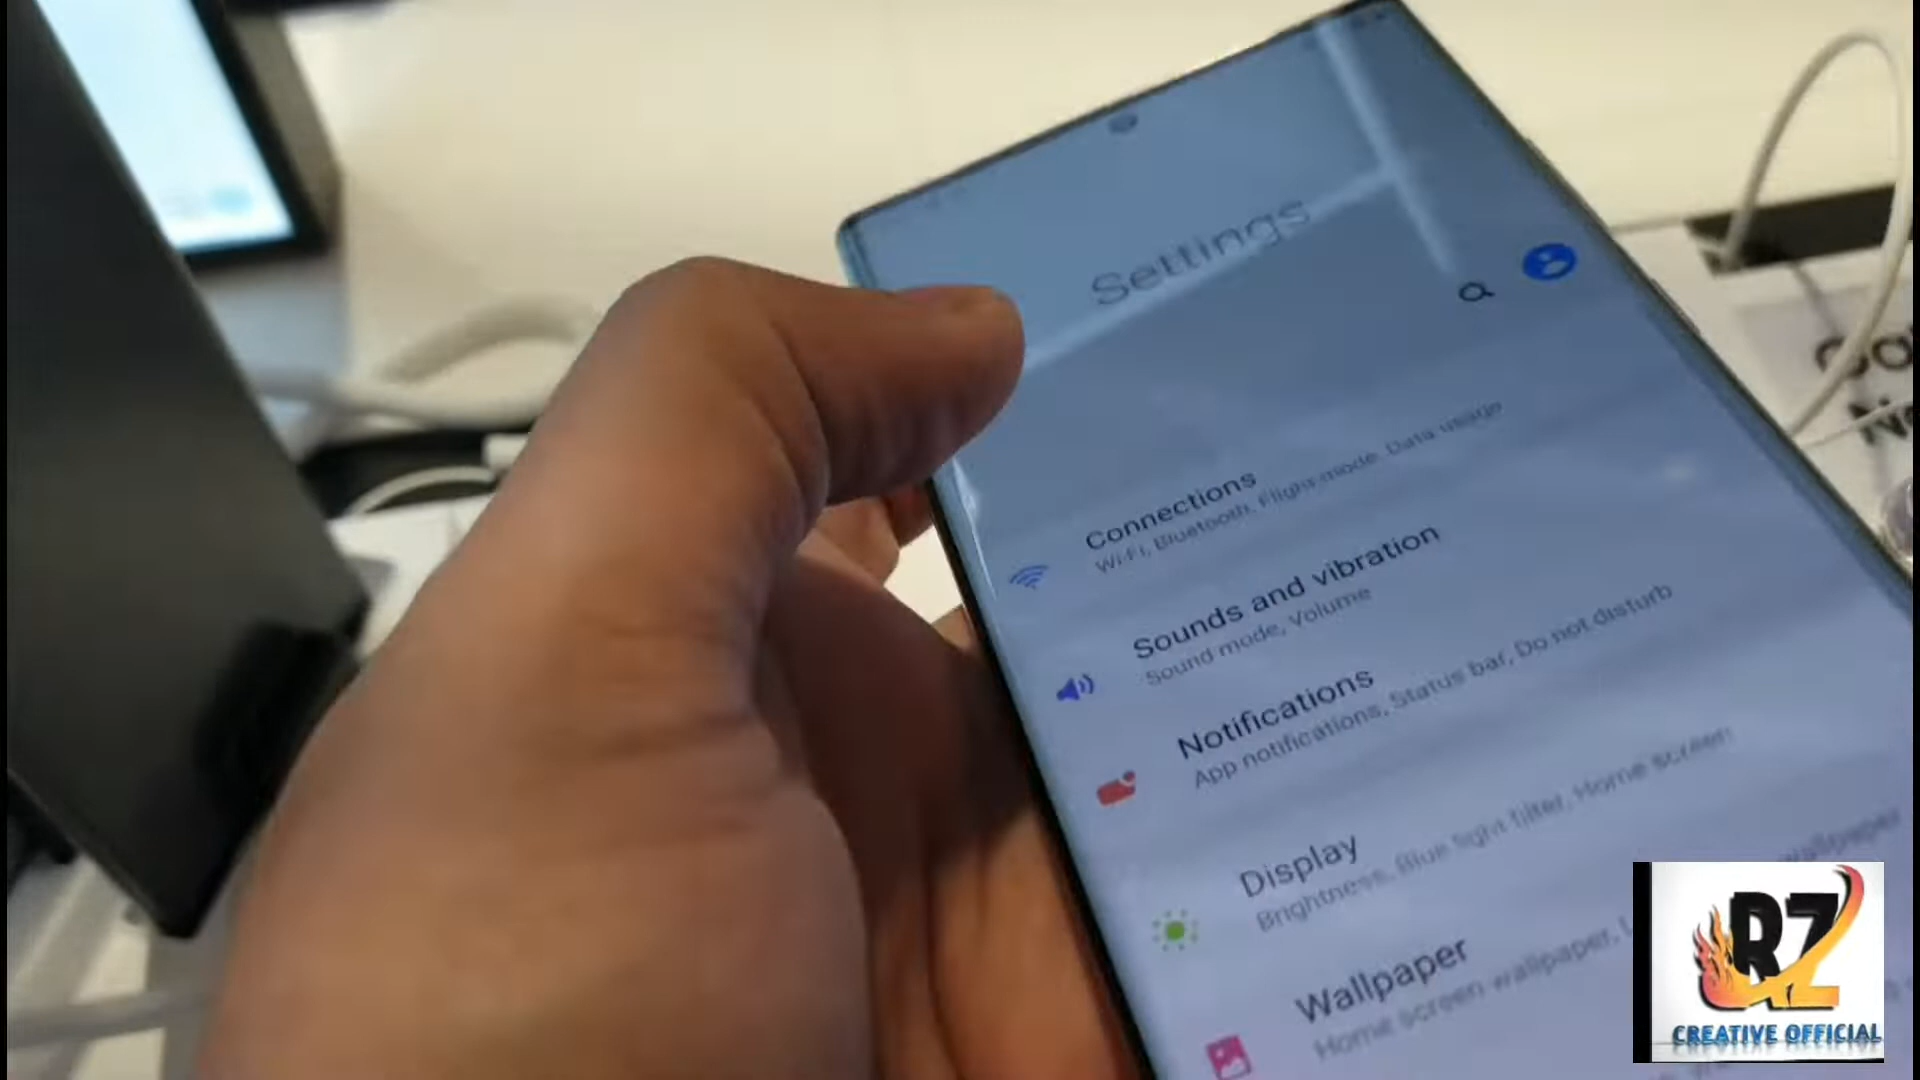 Settings
Connections
Wi-Fi, Bluetooth, Flight mode, Data usage
Sounds and vibration
Sound mode, Volume
Notifications
App notifications, Status bar, Do not disturb
Display
Brightness, Blue light filter, Home screen
Wallpaper
Home screen wallpaper,
wallpaper
RZ
CREATIVE OFFICIAL